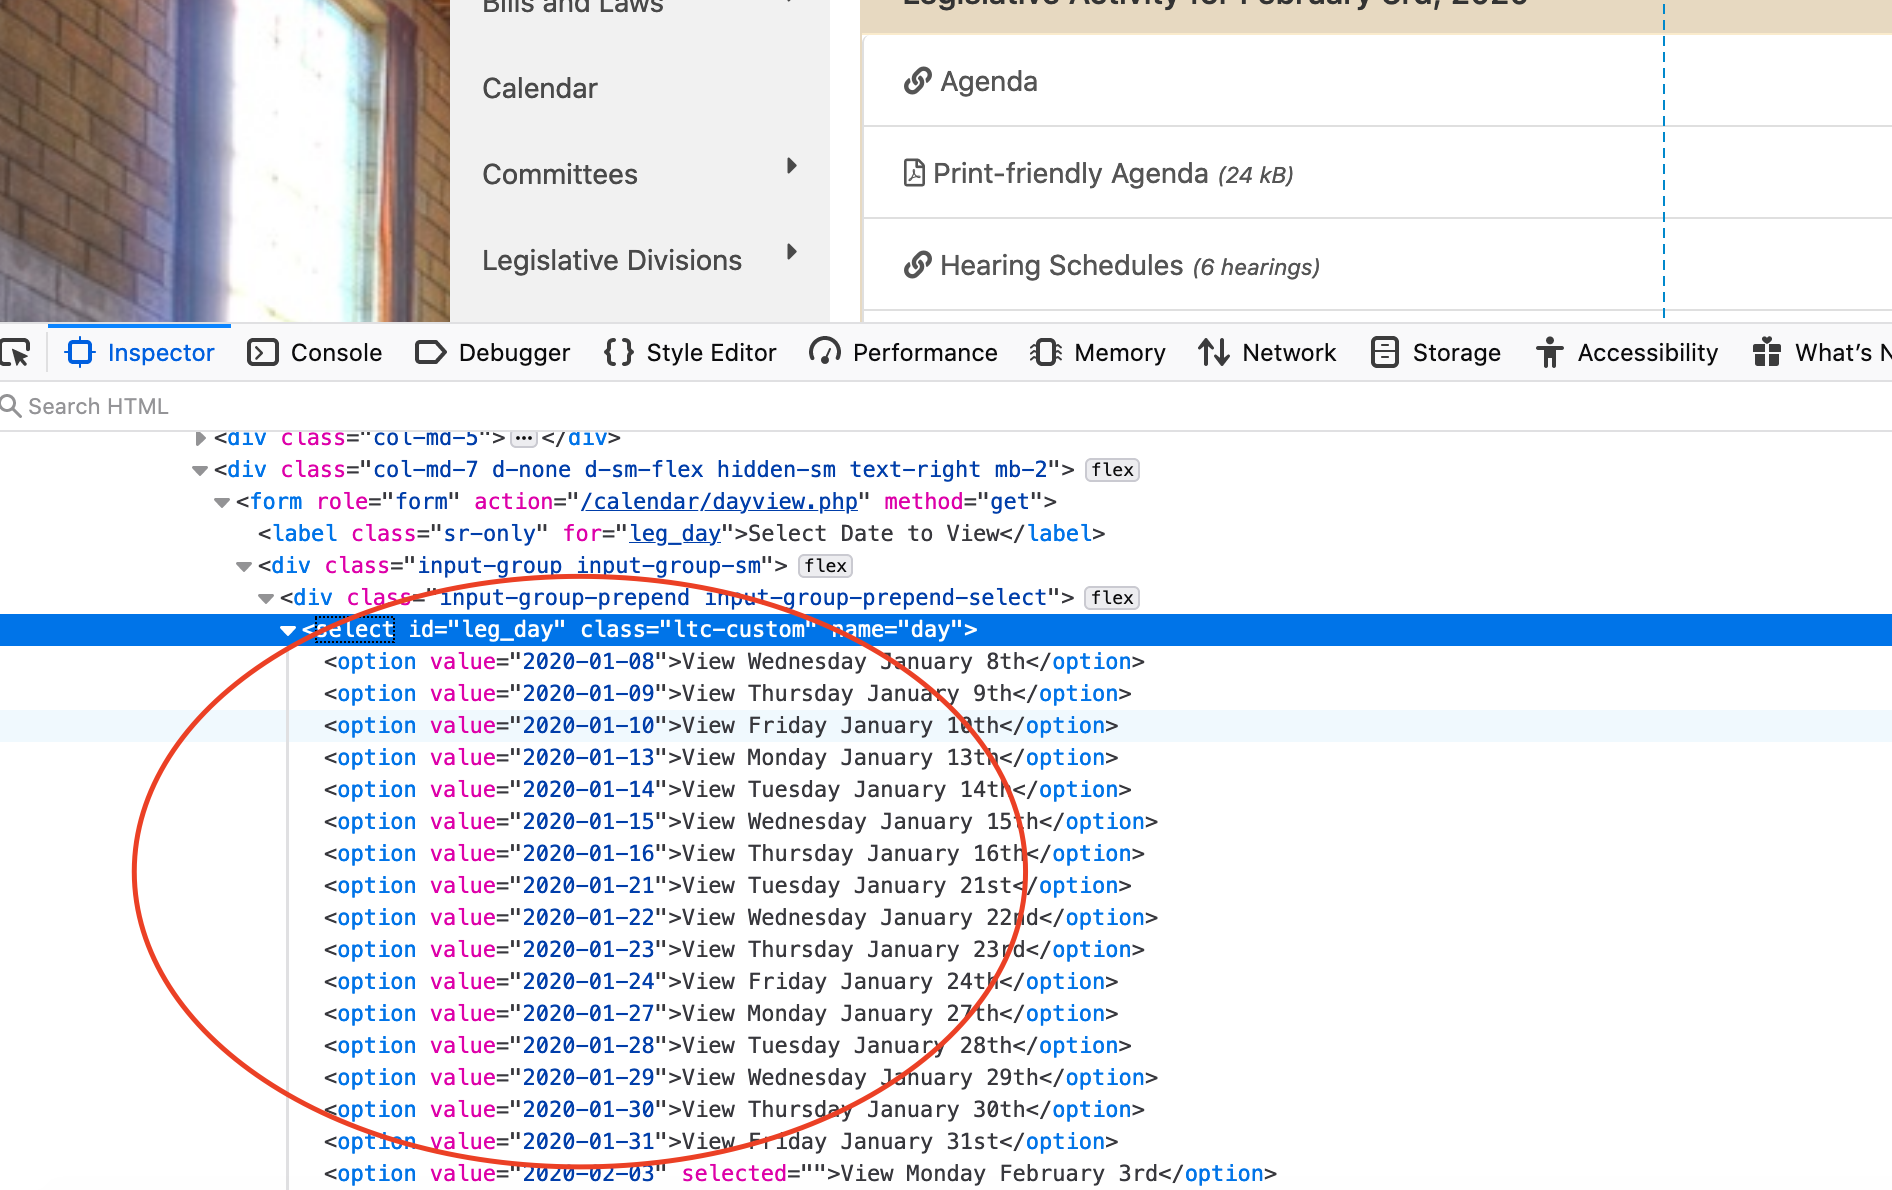 Bills and Laws
Calendar
Committees
Legislative Divisions
Legislative Activity for February 3rd, 2020
Agenda
Print-friendly Agenda (24 kB)
Hearing Schedules (6 hearings)
Inspector Console Debugger {} Style Editor Performance Memory Network Storage Accessibility What's N
Search HTML
<div class="col-md-5">…</div>
<div class="col-md-7 d-none d-sm-flex hidden-sm text-right mb-2"> flex
<form role="form" action="/calendar/dayview.php" method="get">
<label class="sr-only" for="leg_day">Select Date to View</label>
<div class="input-group input-group-sm"> flex
<div class="input-group-prepend input-group-prepend-select"> flex
<select id="leg_day" class="ltc-custom" name="day">
<option value="2020-01-08">View Wednesday January 8th</option>
<option value="2020-01-09">View Thursday January 9th</option>
<option value="2020-01-10">View Friday January 10th</option>
<option value="2020-01-13">View Monday January 13th</option>
<option value="2020-01-14">View Tuesday January 14th</option>
<option value="2020-01-15">View Wednesday January 15th</option>
<option value="2020-01-16">View Thursday January 16th</option>
<option value="2020-01-21">View Tuesday January 21st</option>
<option value="2020-01-22">View Wednesday January 22nd</option>
<option value="2020-01-23">View Thursday January 23rd</option>
<option value="2020-01-24">View Friday January 24th</option>
<option value="2020-01-27">View Monday January 27th</option>
<option value="2020-01-28">View Tuesday January 28th</option>
<option value="2020-01-29">View Wednesday January 29th</option>
<option value="2020-01-30">View Thursday January 30th</option>
<option value="2020-01-31">View Friday January 31st</option>
<option value="2020-02-03" selected="">View Monday February 3rd</option>